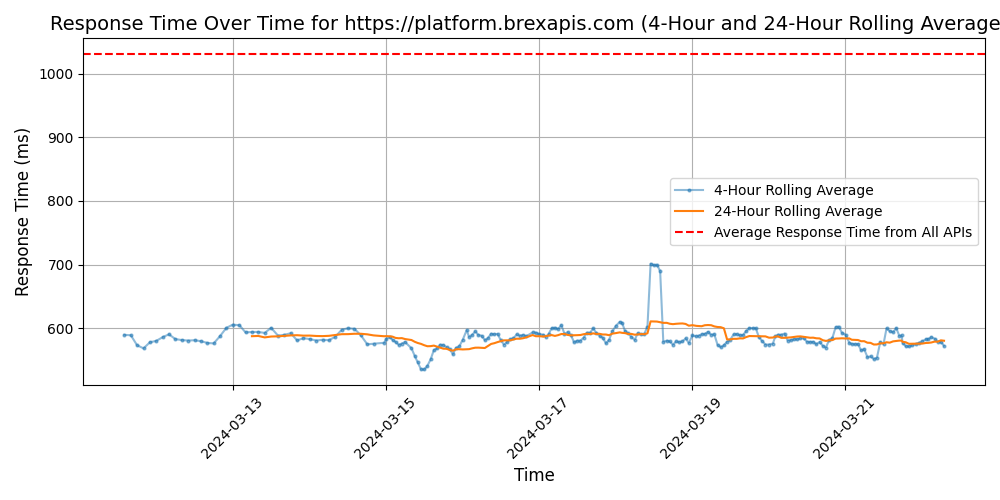 Response Time Over Time for https://platform.brexapis.com (4-Hour and 24-Hour Rolling Average
Response Time (ms)
1000
900
800
700
600
4-Hour Rolling Average
24-Hour Rolling Average
Average Response Time from All APIs
2024-03-13
2024-03-15
2024-03-17
2024-03-19
2024-03-21
Time